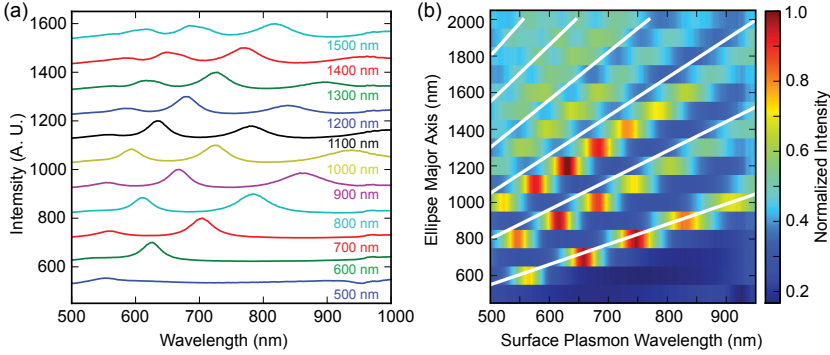 (a)
1600
1400
1200
1000
800
600
Intensity (A. U.)
1500 nm
1400 nm
1300 nm
1200 nm
1100 nm
1000 nm
900 nm
800 nm
700 nm
600 nm
500 nm
500 600 700 800 900 1000
Wavelength (nm)
(b)
2000
1800
1600
1400
1200
1000
800
600
Ellipse Major Axis (nm)
500 600 700 800 900
Surface Plasmon Wavelength (nm)
1.0
0.8
0.6
0.4
0.2
Normalized Intensity